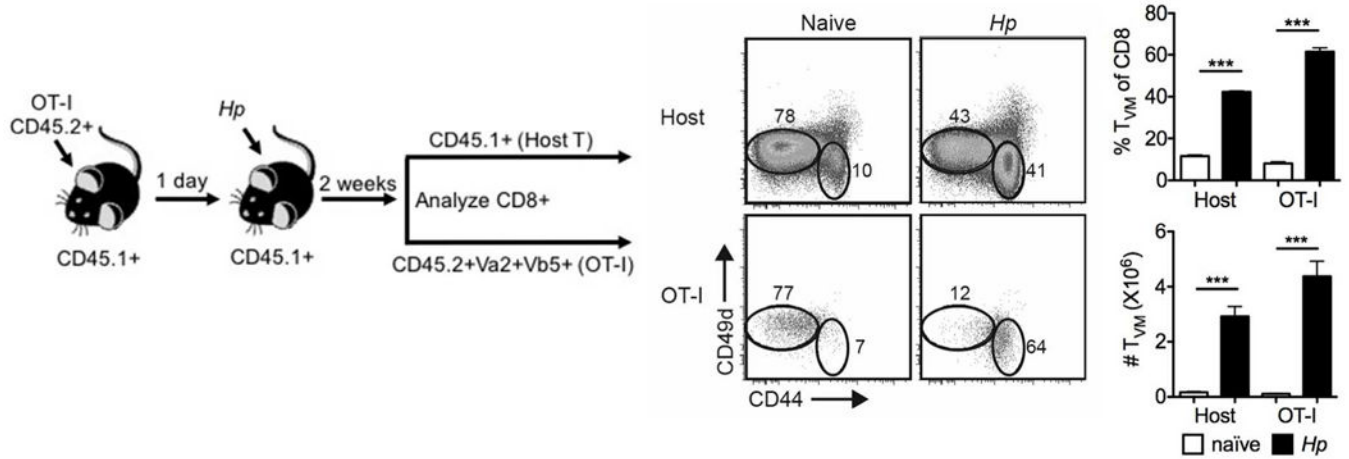 OT-I
CD45.2+
CD45.1+
1 day
Hp
CD45.1+
2 weeks
CD45.1+ (Host T)
Analyze CD8+
CD45.2+Va2+Vb5+ (OT-I)
Naive
Hp
Host
78
10
43
41
OT-I
77
7
12
64
CD49d
CD44
% TVM of CD8
80
60
40
20
0
***
***
Host
OT-I
# TVM (X10⁶)
6
4
2
0
***
***
Host
OT-I
naïve
Hp